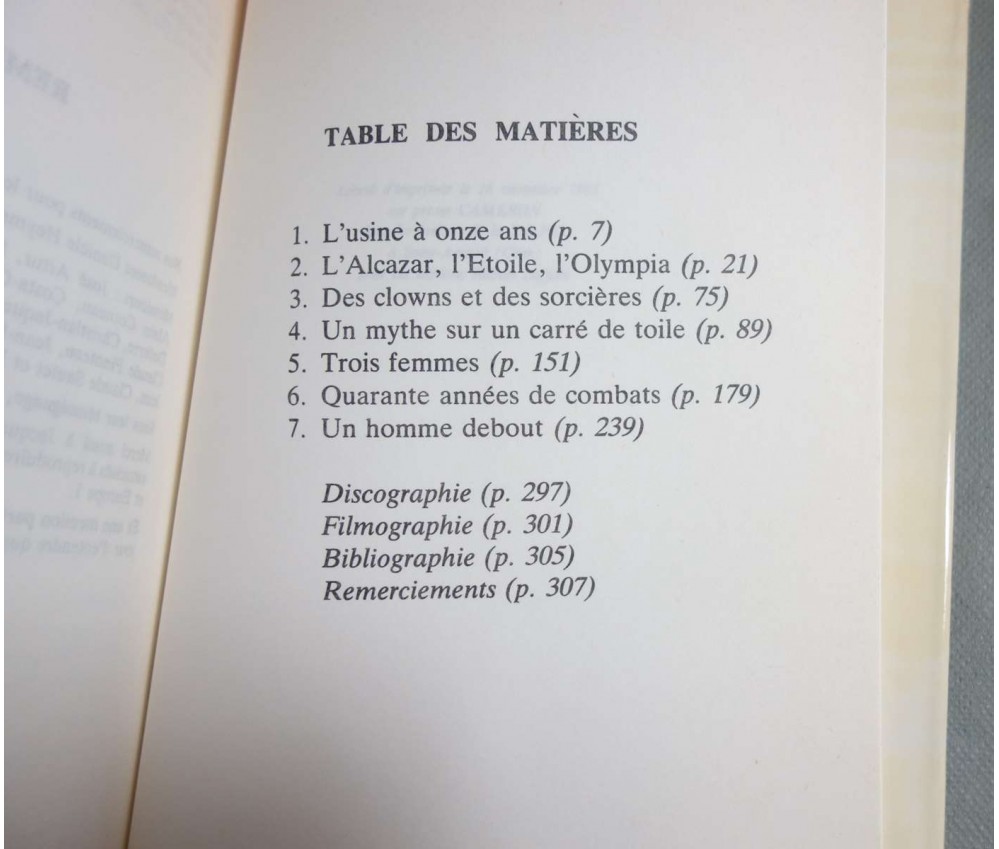 TABLE DES MATIÈRES
1. L'usine à onze ans (p. 7)
2. L'Alcazar, l'Etoile, l'Olympia (p. 21)
3. Des clowns et des sorcières (p. 75)
4. Un mythe sur un carré de toile (p. 89)
5. Trois femmes (p. 151)
6. Quarante années de combats (p. 179)
7. Un homme debout (p. 239)
Discographie (p. 297)
Filmographie (p. 301)
Bibliographie (p. 305)
Remerciements (p. 307)